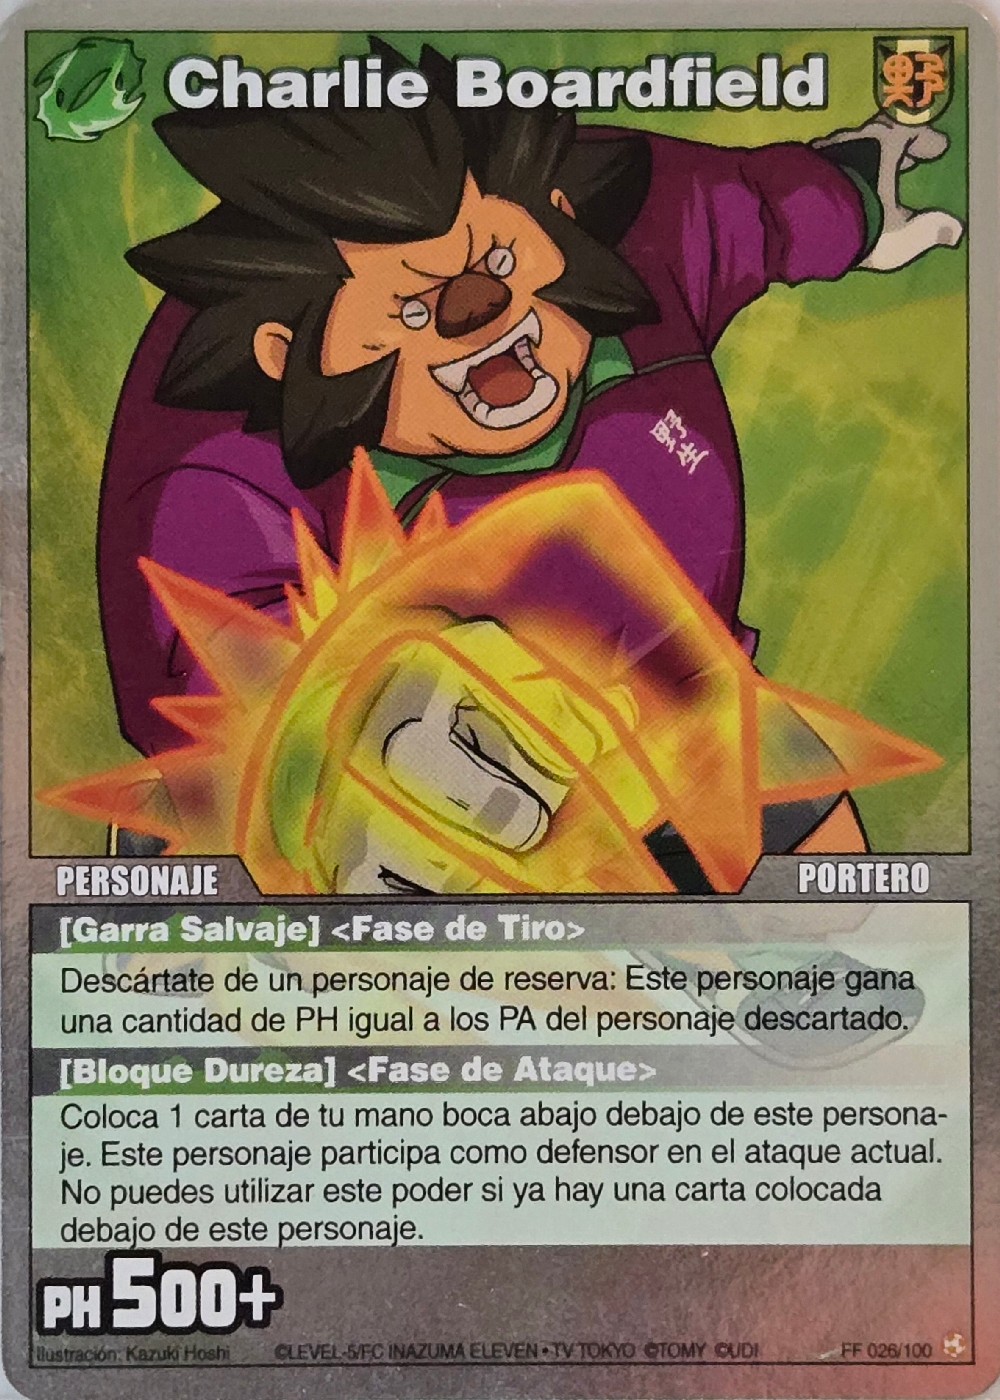 Charlie Boardfield
野
野生
PERSONAJE
PORTERO
[Garra Salvaje] <Fase de Tiro>
Descártate de un personaje de reserva: Este personaje gana
una cantidad de PH igual a los PA del personaje descartado.
[Bloque Dureza] <Fase de Ataque>
Coloca 1 carta de tu mano boca abajo debajo de este persona-
je. Este personaje participa como defensor en el ataque actual.
No puedes utilizar este poder si ya hay una carta colocada
debajo de este personaje.
PH 500+
Ilustración: Kazuki Hoshi ©LEVEL-5/FC INAZUMA ELEVEN • TV TOKYO ©TOMY ©UDI FF 026/100